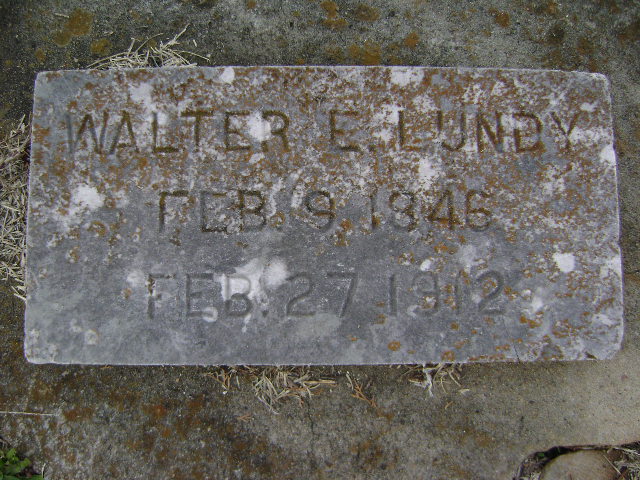 WALTER E. LUNDY
FEB. 9. 1846
FEB. 27 1912